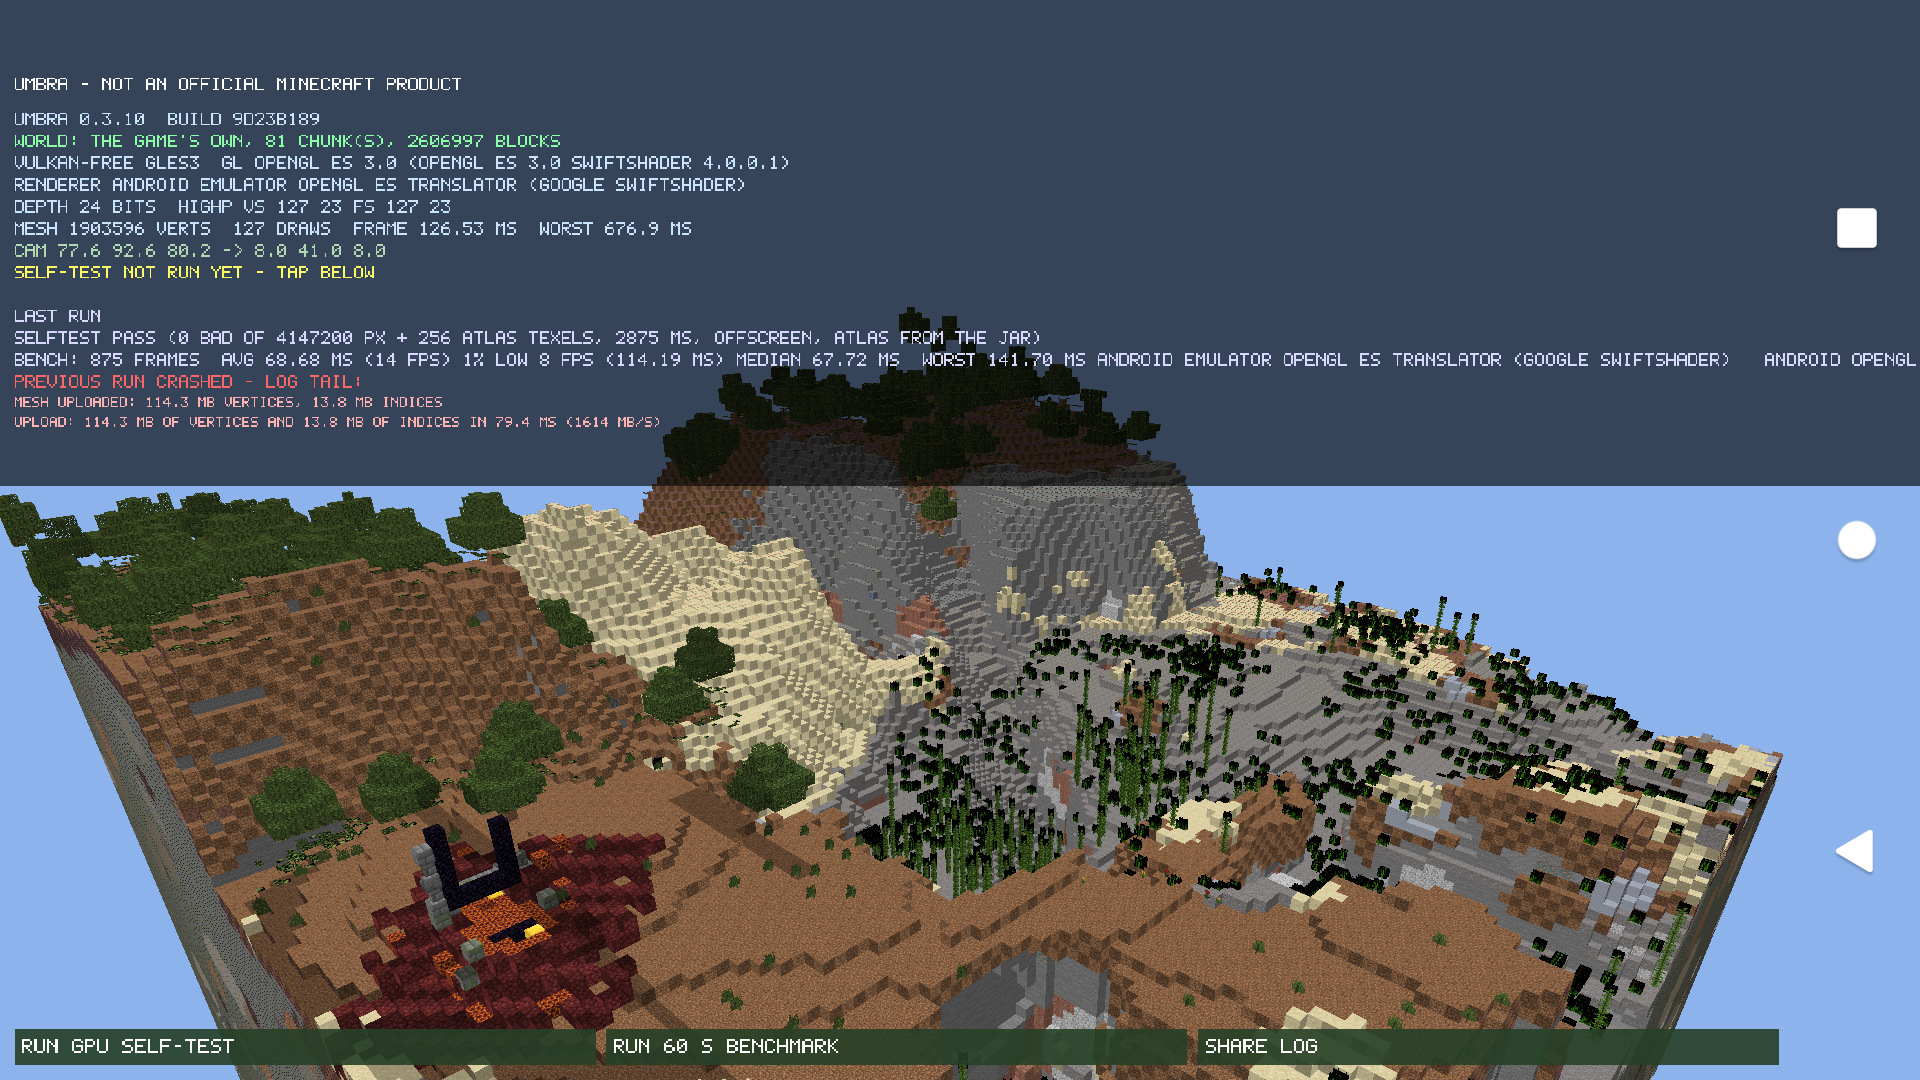 UMBRA - NOT AN OFFICIAL MINECRAFT PRODUCT
UMBRA 0.3.10  BUILD 9D23B189
WORLD: THE GAME'S OWN, 81 CHUNK(S), 2606997 BLOCKS
VULKAN-FREE GLES3  GL OPENGL ES 3.0 (OPENGL ES 3.0 SWIFTSHADER 4.0.0.1)
RENDERER ANDROID EMULATOR OPENGL ES TRANSLATOR (GOOGLE SWIFTSHADER)
DEPTH 24 BITS  HIGHP VS 127 23 FS 127 23
MESH 1903596 VERTS  127 DRAWS  FRAME 126.53 MS  WORST 676.9 MS
CAM 77.6 92.6 80.2 -> 8.0 41.0 8.0
SELF-TEST NOT RUN YET - TAP BELOW
LAST RUN
SELFTEST PASS (0 BAD OF 4147200 PX + 256 ATLAS TEXELS, 2875 MS, OFFSCREEN, ATLAS FROM THE JAR)
BENCH: 875 FRAMES  AVG 68.68 MS (14 FPS) 1% LOW 8 FPS (114.19 MS) MEDIAN 67.72 MS  WORST 141.70 MS ANDROID EMULATOR OPENGL ES TRANSLATOR (GOOGLE SWIFTSHADER)   ANDROID OPENGL
PREVIOUS RUN CRASHED - LOG TAIL:
MESH UPLOADED: 114.3 MB VERTICES, 13.8 MB INDICES
UPLOAD: 114.3 MB OF VERTICES AND 13.8 MB OF INDICES IN 79.4 MS (1614 MB/S)
RUN GPU SELF-TEST
RUN 60 S BENCHMARK
SHARE LOG